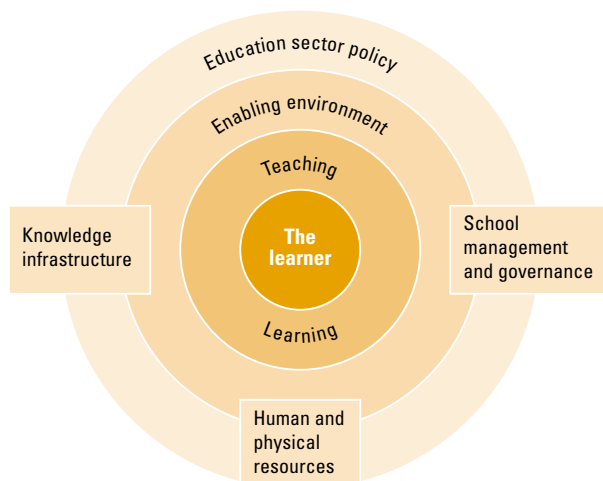 Education sector policy
Enabling environment
Teaching
The
learner
Learning
Knowledge
infrastructure
School
management
and governance
Human and
physical
resources